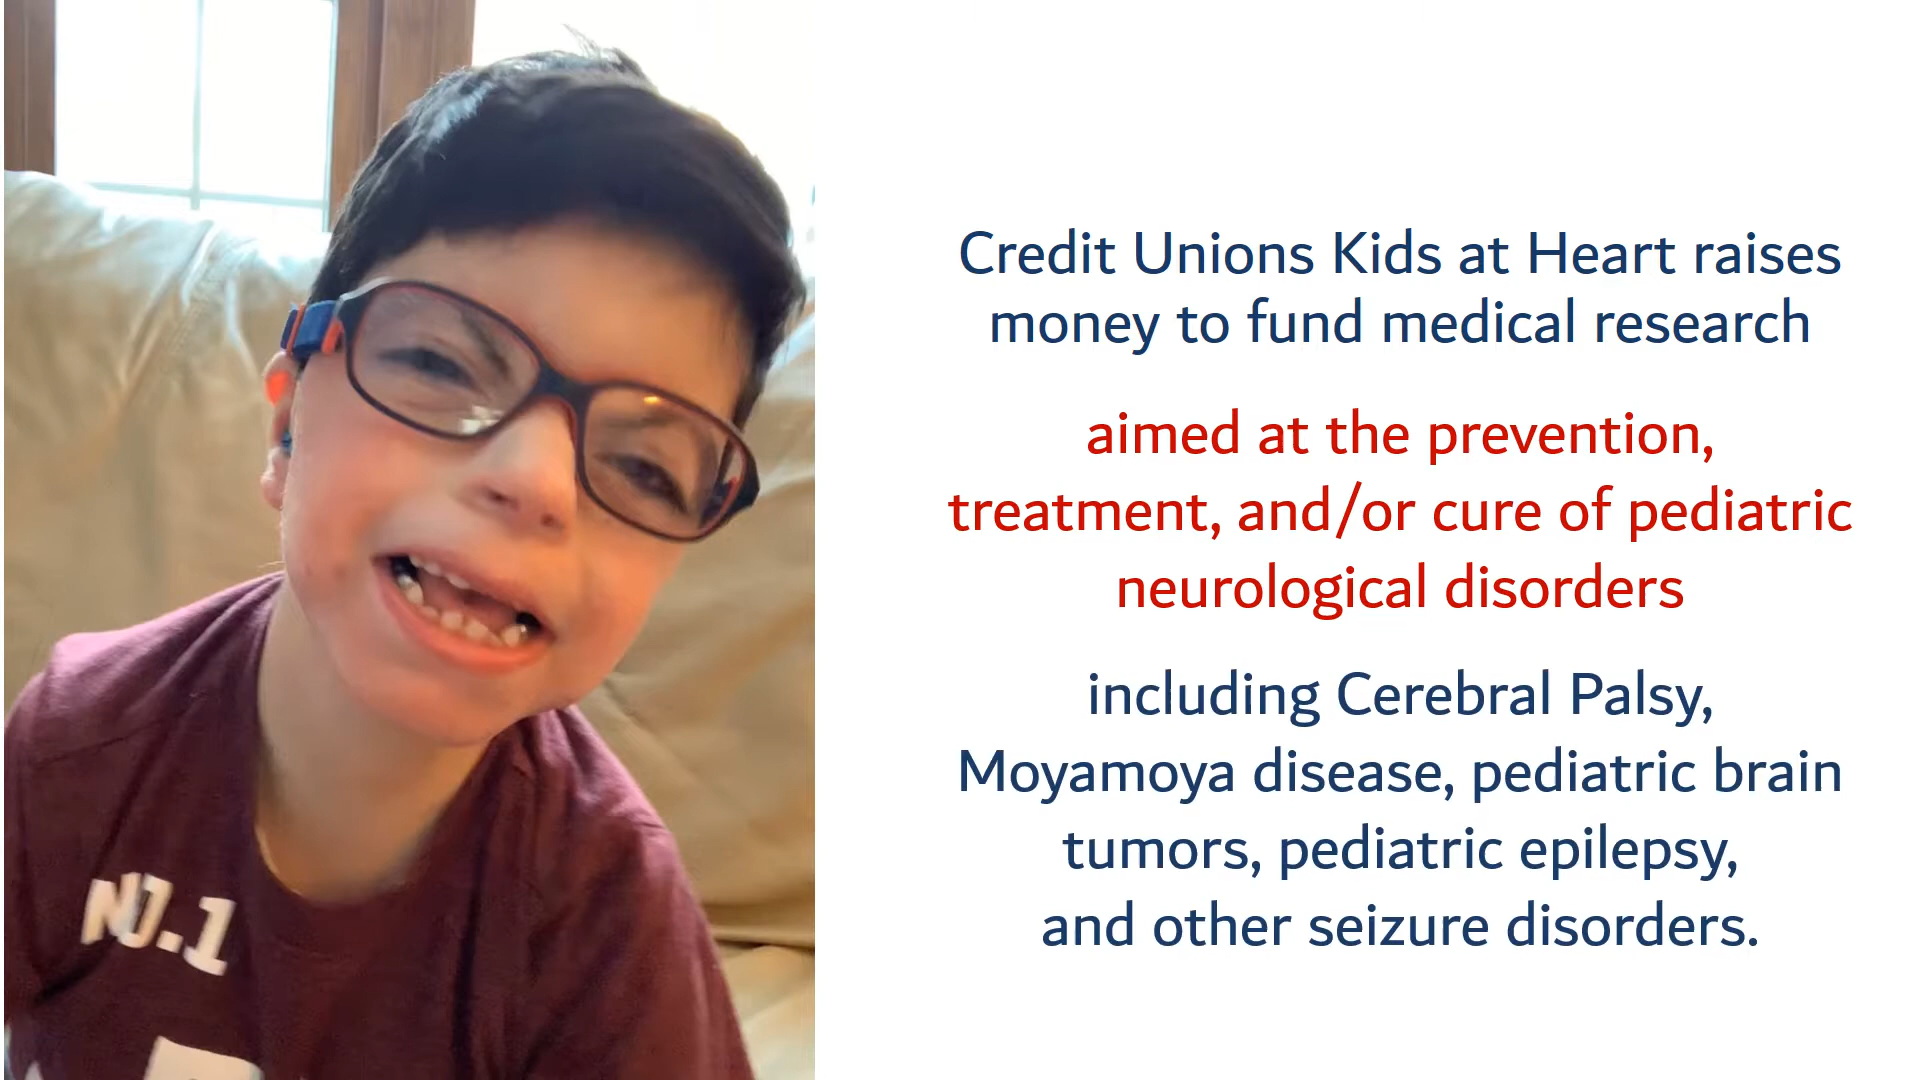 Credit Unions Kids at Heart raises
money to fund medical research
aimed at the prevention,
treatment, and/or cure of pediatric
neurological disorders
including Cerebral Palsy,
Moyamoya disease, pediatric brain
tumors, pediatric epilepsy,
and other seizure disorders.
NO.1